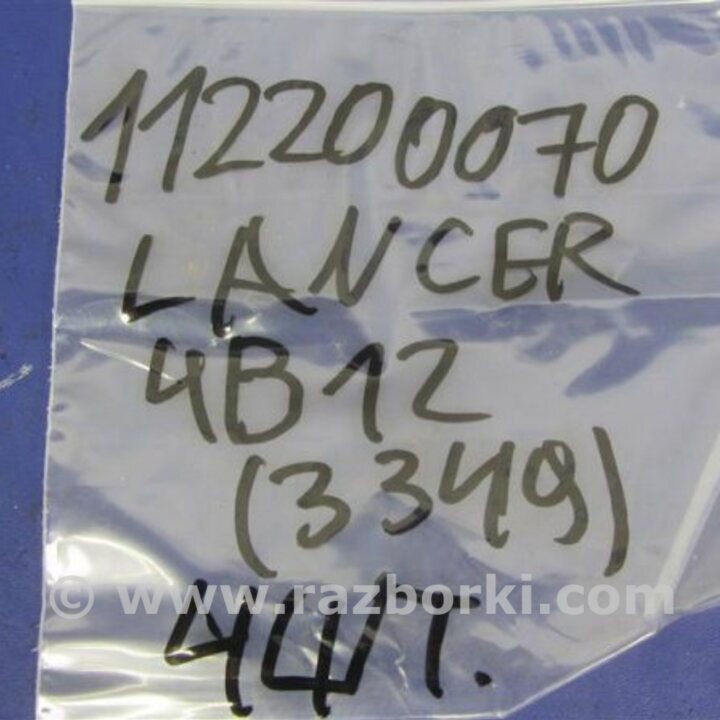 112200070
LANCER
4B12
(3349)
© www.razborki.com
4шт.